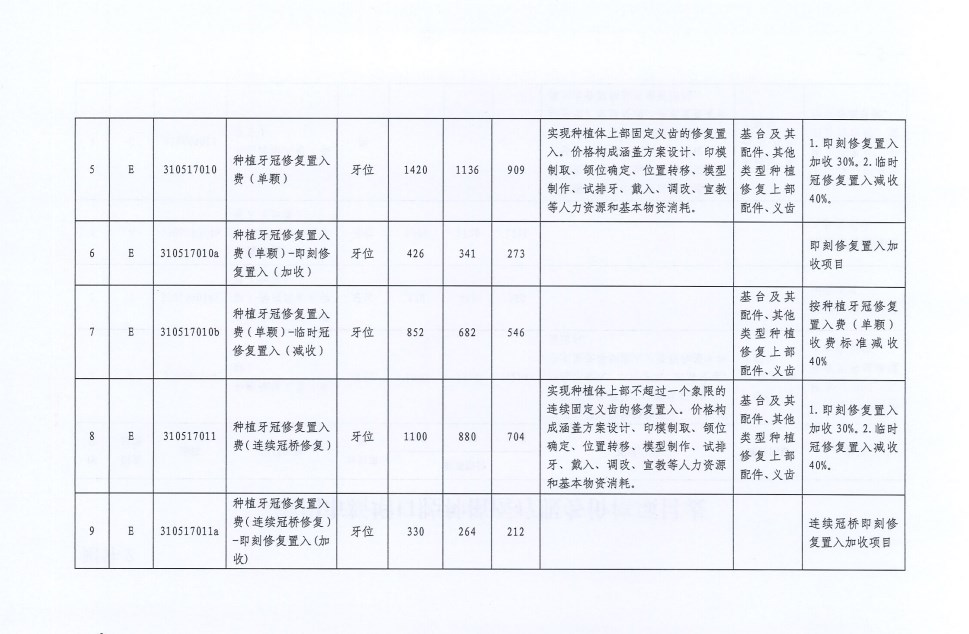 5 E 310517010 种植牙冠修复置入费（单颗） 牙位 1420 1136 909 实现种植体上部固定义齿的修复置入。价格构成涵盖方案设计、印模制取、颌位确定、位置转移、模型制作、试排牙、戴入、调改、宣教等人力资源和基本物资消耗。 基台及其配件、其他类型种植修复上部配件、义齿 1.即刻修复置入加收30%。2.临时冠修复置入减收40%。
6 E 310517010a 种植牙冠修复置入费（单颗）-即刻修复置入（加收） 牙位 426 341 273 即刻修复置入加收项目
7 E 310517010b 种植牙冠修复置入费（单颗）-临时冠修复置入（减收） 牙位 852 682 546 基台及其配件、其他类型种植修复上部配件、义齿 按种植牙冠修复置入费（单颗）收费标准减收40%
8 E 310517011 种植牙冠修复置入费（连续冠桥修复） 牙位 1100 880 704 实现种植体上部不超过一个象限的连续固定义齿的修复置入。价格构成涵盖方案设计、印模制取、颌位确定、位置转移、模型制作、试排牙、戴入、调改、宣教等人力资源和基本物资消耗。 基台及其配件、其他类型种植修复上部配件、义齿 1.即刻修复置入加收30%。2.临时冠修复置入减收40%。
9 E 310517011a 种植牙冠修复置入费（连续冠桥修复）-即刻修复置入（加收） 牙位 330 264 212 连续冠桥即刻修复置入加收项目